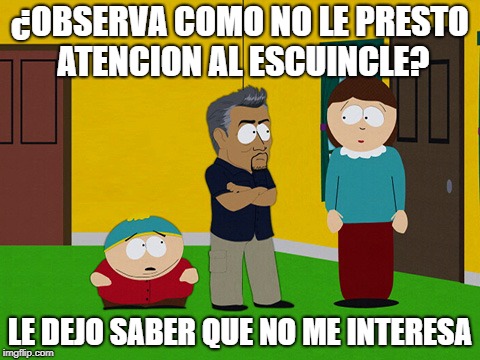 ¿OBSERVA COMO NO LE PRESTO
ATENCION AL ESCUINCLE?
LE DEJO SABER QUE NO ME INTERESA
imgflip.com